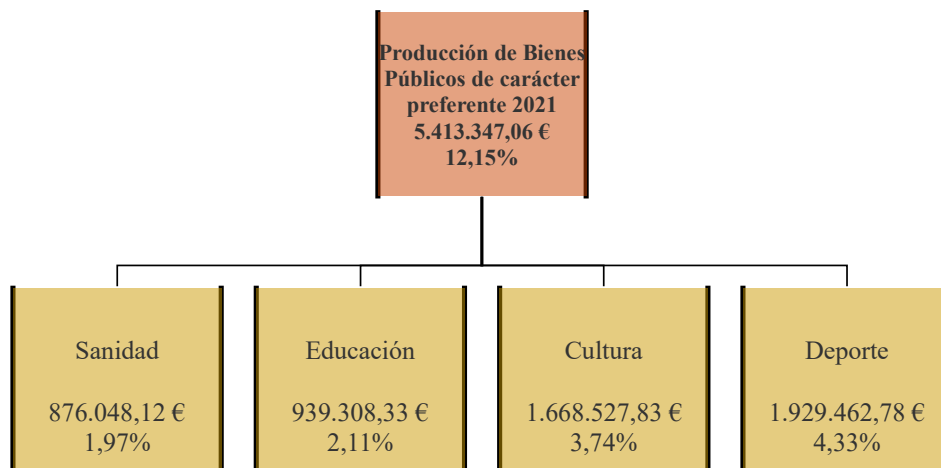 Producción de Bienes
Públicos de carácter
preferente 2021
5.413.347,06 €
12,15%
Sanidad
876.048,12 €
1,97%
Educación
939.308,33 €
2,11%
Cultura
1.668.527,83 €
3,74%
Deporte
1.929.462,78 €
4,33%